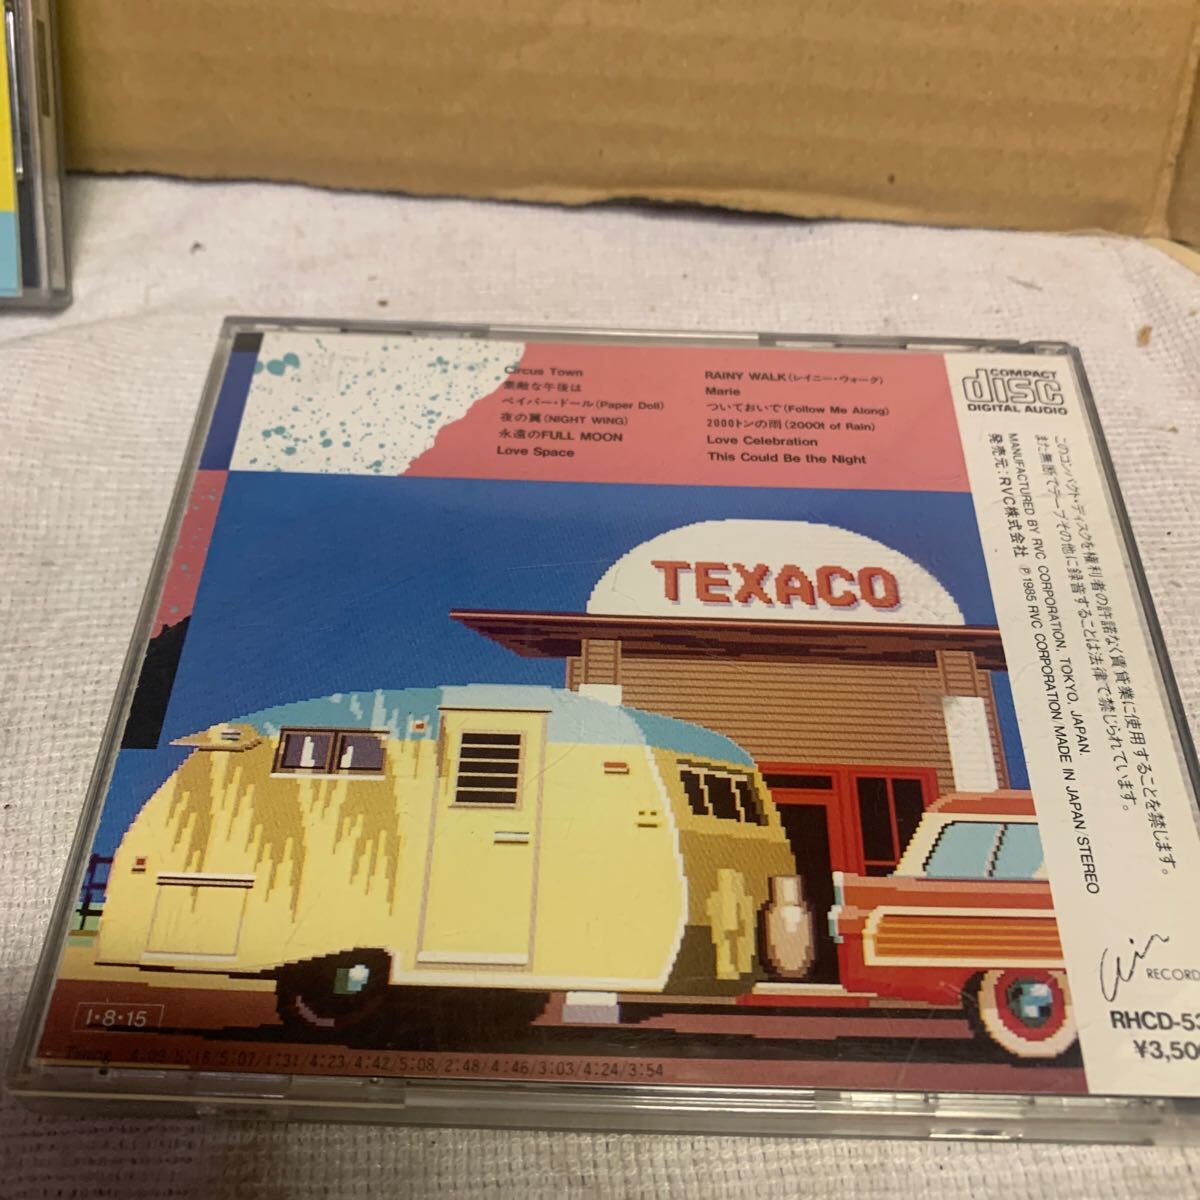 Circus Town
素敵な午後は
ペイパー・ドール(Paper Doll)
夜の翼(NIGHT WING)
永遠のFULL MOON
Love Space
RAINY WALK(レイニー・ウォーク)
Marie
ついておいで(Follow Me Along)
2000トンの雨(2000t of Rain)
Love Celebration
This Could Be the Night
COMPACT
disc
DIGITAL AUDIO
このコンパクト・ディスクを権利者の許諾なく賃貸業に使用することを禁じます。
また無断でテープその他に録音することは法律で禁じられています。
MANUFACTURED BY RVC CORPORATION, TOKYO, JAPAN.
発売元:RVC株式会社 ℗1985 RVC CORPORATION/MADE IN JAPAN/STEREO
TEXACO
Air
RECORD
RHCD-53
¥3,50
I・8・15
Timing 4:09/5:16/5:07/1:31/4:23/4:42/5:08/2:48/4:46/3:03/4:24/3:54